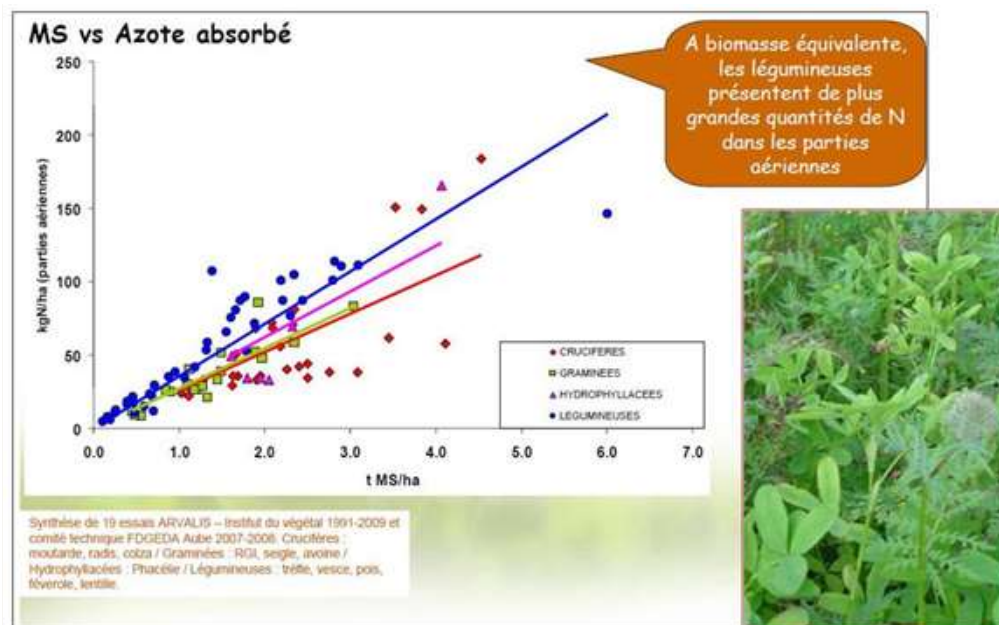 MS vs Azote absorbé
A biomasse équivalente,
les légumineuses
présentent de plus
grandes quantités de N
dans les parties
aériennes
kgN/ha (parties aériennes)
250
200
150
100
50
0
0.0 1.0 2.0 3.0 4.0 5.0 6.0 7.0
t MS/ha
CRUCIFERES
GRAMINEES
HYDROPHYLLACEES
LEGUMINEUSES
Synthèse de 19 essais ARVALIS – Institut du végétal 1991-2009 et
comité technique FDGEDA Aube 2007-2008. Crucifères :
moutarde, radis, colza / Graminées : RGI, seigle, avoine /
Hydrophyllacées : Phacélie / Légumineuses : trèfle, vesce, pois,
féverole, lentille.